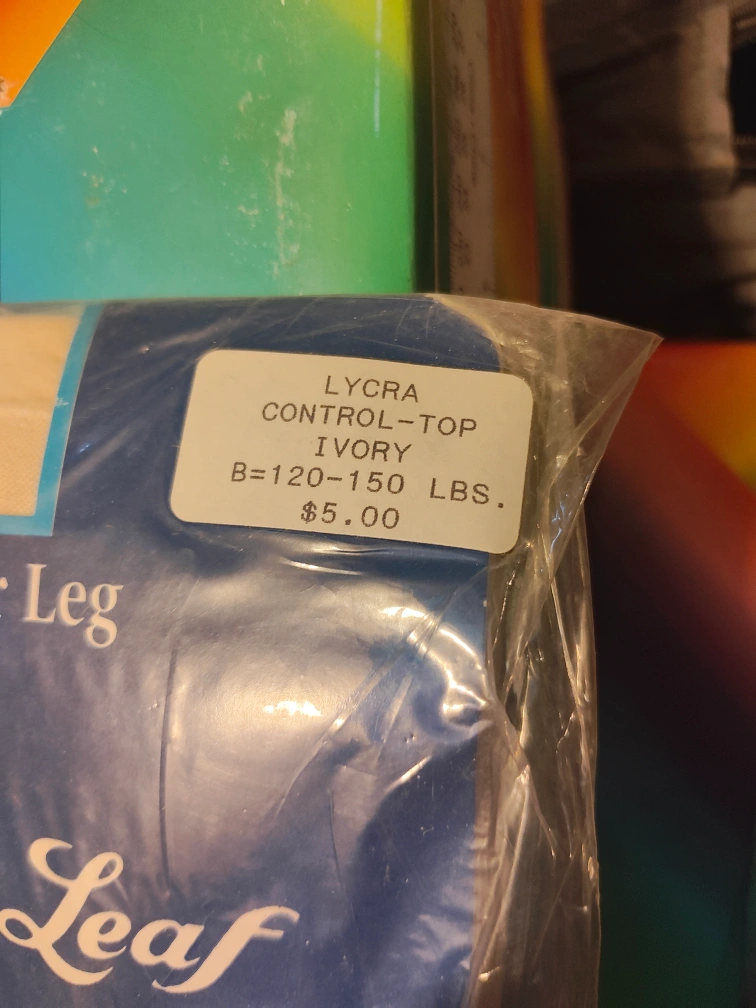 LYCRA
CONTROL-TOP
IVORY
B=120-150 LBS.
$5.00
Leg
Leaf